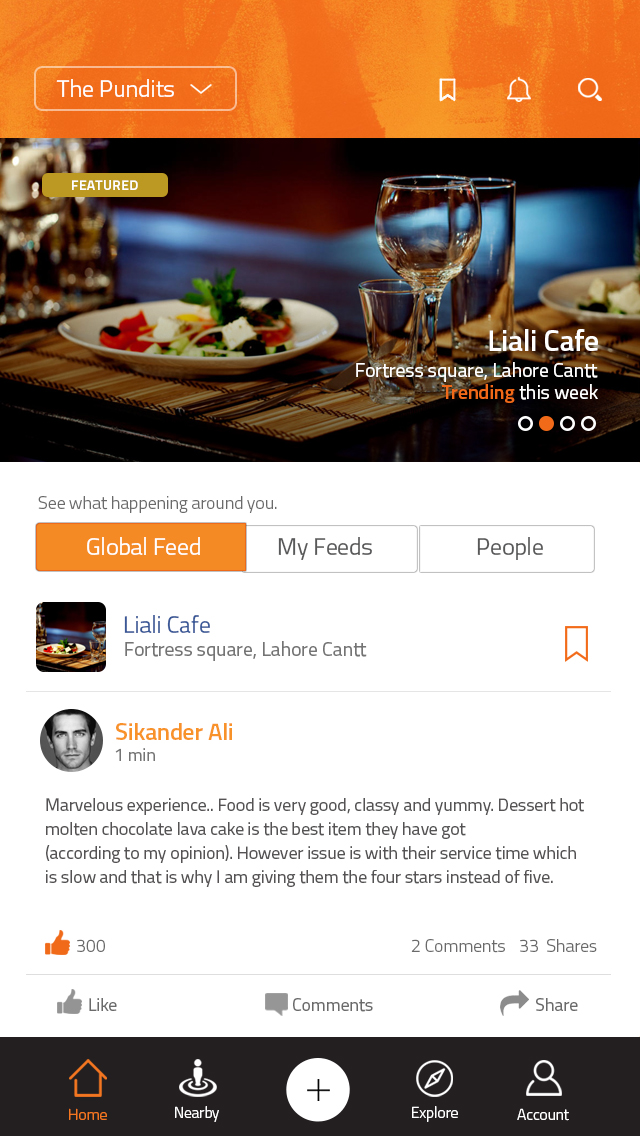 The Pundits
FEATURED
Liali Cafe
Fortress square, Lahore Cantt
Trending this week
See what happening around you.
Global Feed
My Feeds
People
Liali Cafe
Fortress square, Lahore Cantt
Sikander Ali
1 min
Marvelous experience.. Food is very good, classy and yummy. Dessert hot
molten chocolate lava cake is the best item they have got
(according to my opinion). However issue is with their service time which
is slow and that is why I am giving them the four stars instead of five.
300
2 Comments
33 Shares
Like
Comments
Share
Home
Nearby
Explore
Account